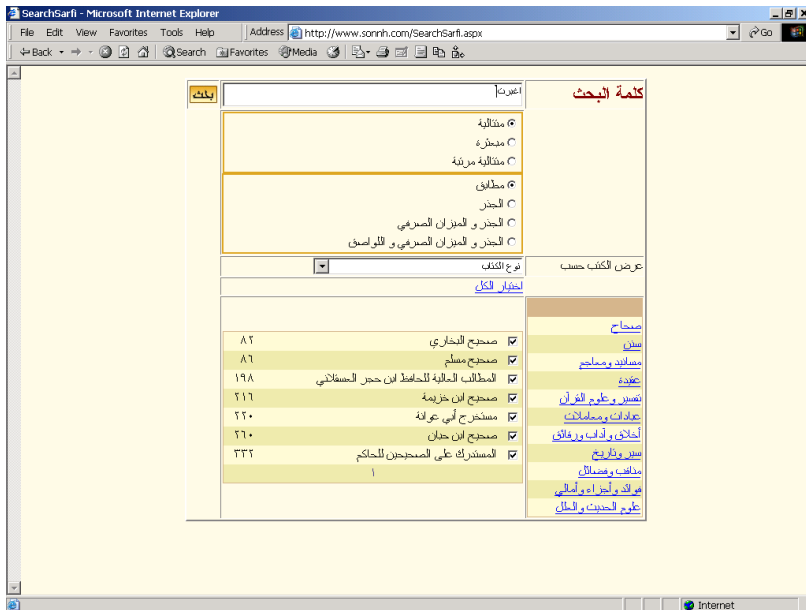 SearchSarfi - Microsoft Internet Explorer
File Edit View Favorites Tools Help
Address http://www.sonnh.com/SearchSarfi.aspx Go
Back Search Favorites Media
كلمة البحث اغبرت بحث
متتالية
مبعثرة
متتالية مرتبة
مطابق
الجذر
الجذر و الميزان الصرفي
الجذر و الميزان الصرفي و اللواصق
عرض الكتب حسب نوع الكتاب
اختيار الكل
صحاح
سنن
مسانيد ومعاجم
عقيدة
تفسير وعلوم القرآن
عبادات ومعاملات
أخلاق وآداب ورقائق
سير وتاريخ
مناقب وفضائل
فوائد وأجزاء وأمالي
علوم الحديث والعلل
صحيح البخاري ٨٢
صحيح مسلم ٨٦
المطالب العالية للحافظ ابن حجر العسقلاني ١٩٨
صحيح ابن خزيمة ٢١٦
مستخرج أبي عوانة ٢٢٠
صحيح ابن حبان ٢٦٠
المستدرك على الصحيحين للحاكم ٣٣٢
١
Internet